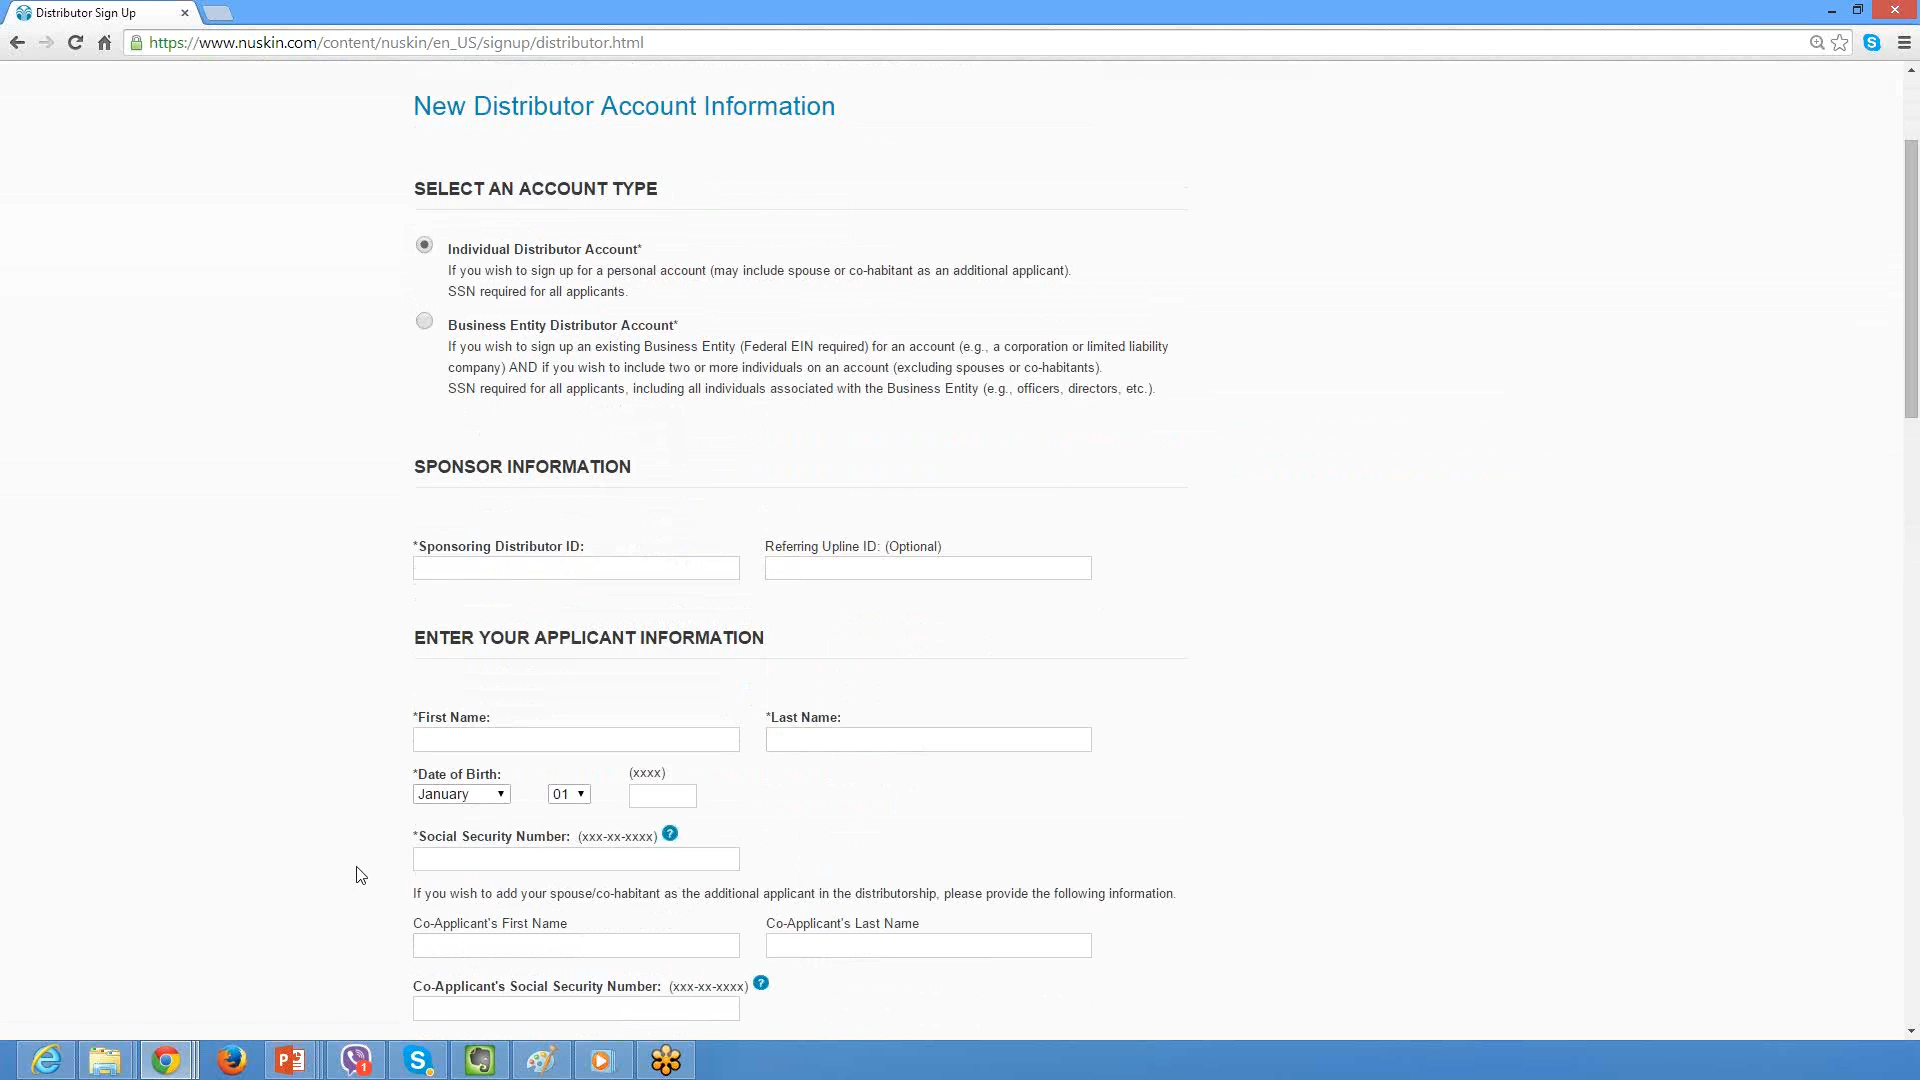 Distributor Sign Up
https://www.nuskin.com/content/nuskin/en_US/signup/distributor.html
New Distributor Account Information
SELECT AN ACCOUNT TYPE
Individual Distributor Account*
If you wish to sign up for a personal account (may include spouse or co-habitant as an additional applicant).
SSN required for all applicants.
Business Entity Distributor Account*
If you wish to sign up an existing Business Entity (Federal EIN required) for an account (e.g., a corporation or limited liability
company) AND if you wish to include two or more individuals on an account (excluding spouses or co-habitants).
SSN required for all applicants, including all individuals associated with the Business Entity (e.g., officers, directors, etc.).
SPONSOR INFORMATION
*Sponsoring Distributor ID: Referring Upline ID: (Optional)
ENTER YOUR APPLICANT INFORMATION
*First Name: *Last Name:
*Date of Birth: (xxxx)
January 01
*Social Security Number: (xxx-xx-xxxx) ?
If you wish to add your spouse/co-habitant as the additional applicant in the distributorship, please provide the following information.
Co-Applicant's First Name Co-Applicant's Last Name
Co-Applicant's Social Security Number: (xxx-xx-xxxx) ?
1